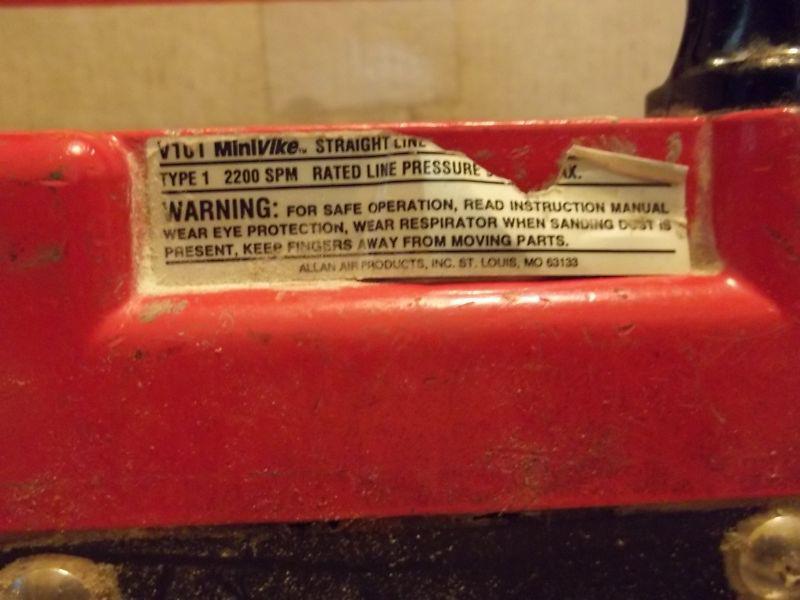 V101 MiniVike™ STRAIGHT LINE
TYPE 1 2200 SPM RATED LINE PRESSURE
WARNING: FOR SAFE OPERATION, READ INSTRUCTION MANUAL
WEAR EYE PROTECTION, WEAR RESPIRATOR WHEN SANDING DUST IS
PRESENT, KEEP FINGERS AWAY FROM MOVING PARTS.
ALLAN AIR PRODUCTS, INC. ST. LOUIS, MO 63133